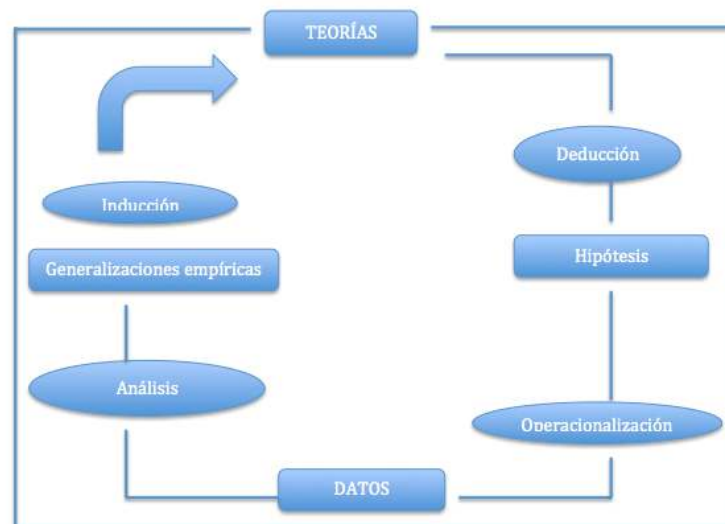 TEORÍAS
Deducción
Inducción
Generalizaciones empíricas
Hipótesis
Análisis
Operacionalización
DATOS